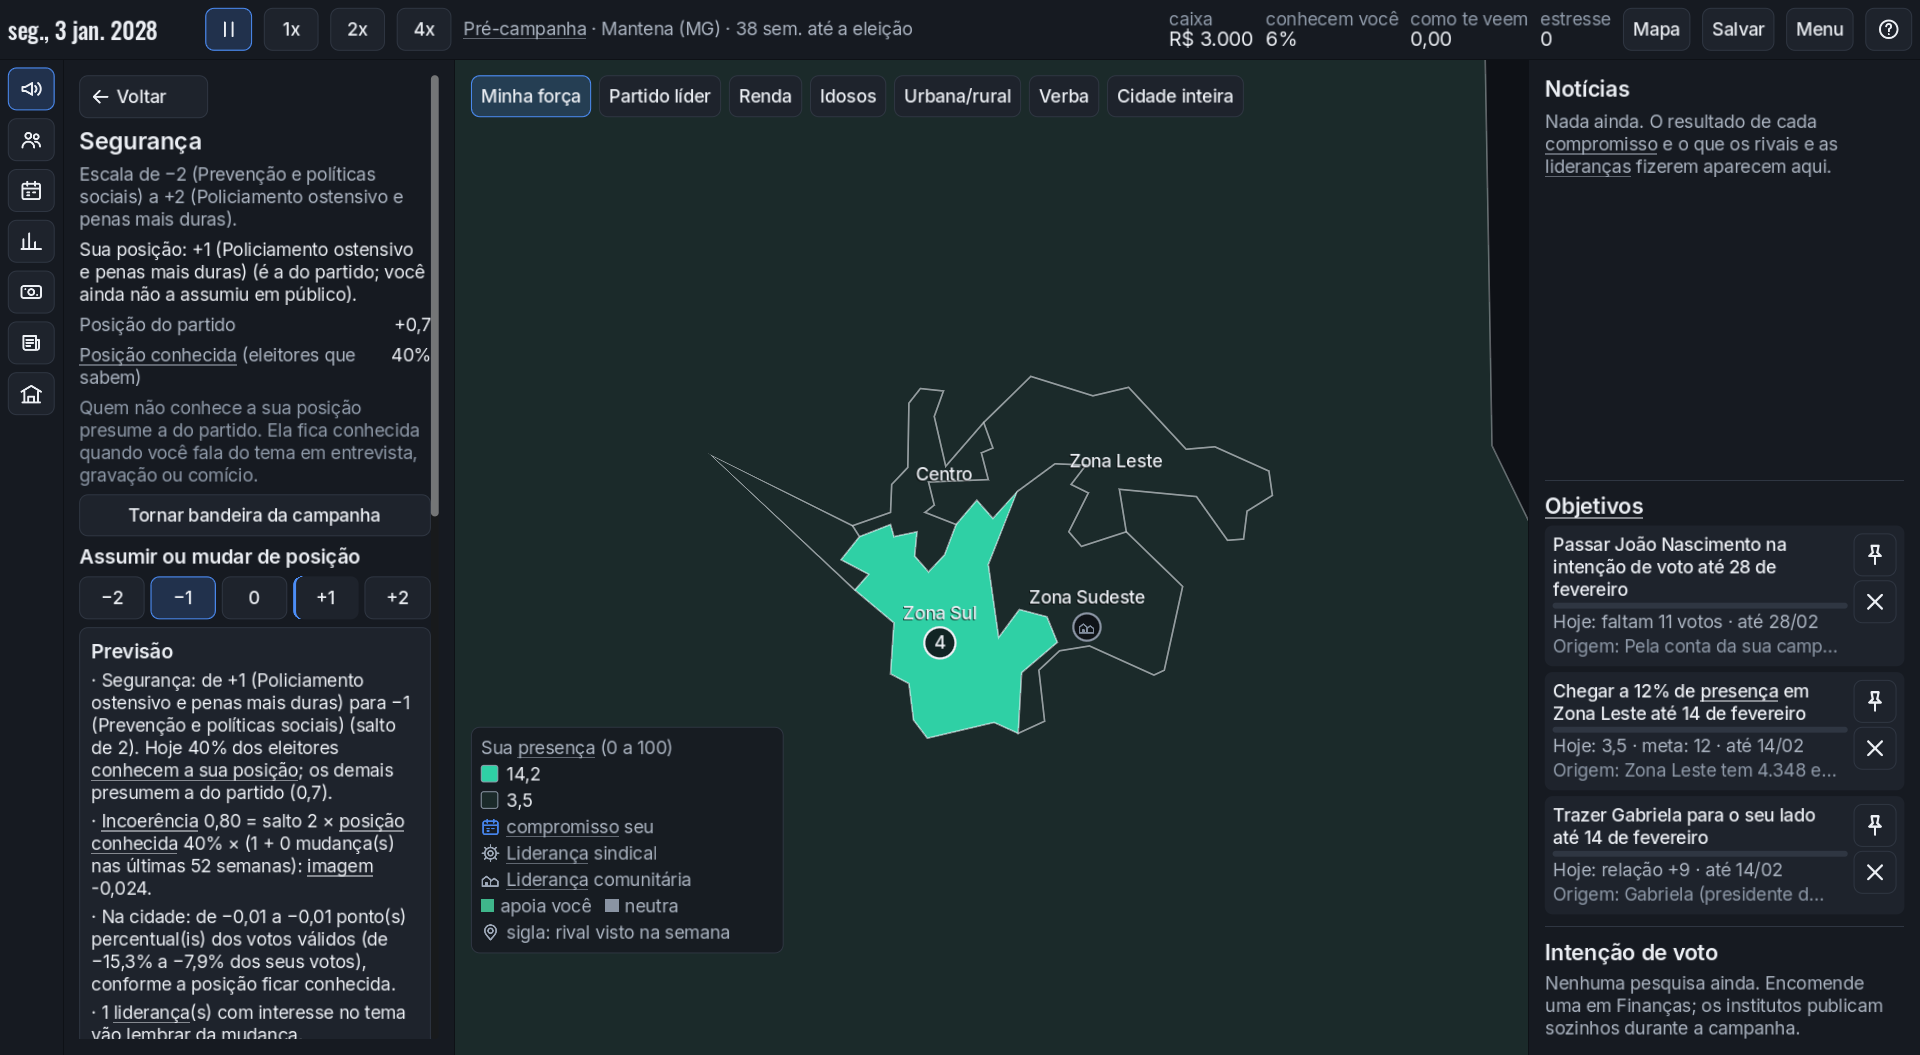 seg., 3 jan. 2028
1x
2x
4x
Pré-campanha · Mantena (MG) · 38 sem. até a eleição
caixa
R$ 3.000
conhecem você
6%
como te veem
0,00
estresse
0
Mapa
Salvar
Menu
Voltar
Segurança
Escala de −2 (Prevenção e políticas
sociais) a +2 (Policiamento ostensivo e
penas mais duras).
Sua posição: +1 (Policiamento ostensivo
e penas mais duras) (é a do partido; você
ainda não a assumiu em público).
Posição do partido +0,7
Posição conhecida (eleitores que 40%
sabem)
Quem não conhece a sua posição
presume a do partido. Ela fica conhecida
quando você fala do tema em entrevista,
gravação ou comício.
Tornar bandeira da campanha
Assumir ou mudar de posição
−2
−1
0
+1
+2
Previsão
· Segurança: de +1 (Policiamento
ostensivo e penas mais duras) para −1
(Prevenção e políticas sociais) (salto
de 2). Hoje 40% dos eleitores
conhecem a sua posição; os demais
presumem a do partido (0,7).
· Incoerência 0,80 = salto 2 × posição
conhecida 40% × (1 + 0 mudança(s)
nas últimas 52 semanas): imagem
-0,024.
· Na cidade: de −0,01 a −0,01 ponto(s)
percentual(is) dos votos válidos (de
−15,3% a −7,9% dos seus votos),
conforme a posição ficar conhecida.
· 1 liderança(s) com interesse no tema
vão lembrar da mudança.
Minha força
Partido líder
Renda
Idosos
Urbana/rural
Verba
Cidade inteira
Centro
Zona Leste
Zona Sudeste
Zona Sul
4
Sua presença (0 a 100)
14,2
3,5
compromisso seu
Liderança sindical
Liderança comunitária
apoia você
neutra
sigla: rival visto na semana
Notícias
Nada ainda. O resultado de cada
compromisso e o que os rivais e as
lideranças fizerem aparecem aqui.
Objetivos
Passar João Nascimento na
intenção de voto até 28 de
fevereiro
Hoje: faltam 11 votos · até 28/02
Origem: Pela conta da sua camp...
Chegar a 12% de presença em
Zona Leste até 14 de fevereiro
Hoje: 3,5 · meta: 12 · até 14/02
Origem: Zona Leste tem 4.348 e...
Trazer Gabriela para o seu lado
até 14 de fevereiro
Hoje: relação +9 · até 14/02
Origem: Gabriela (presidente d...
Intenção de voto
Nenhuma pesquisa ainda. Encomende
uma em Finanças; os institutos publicam
sozinhos durante a campanha.